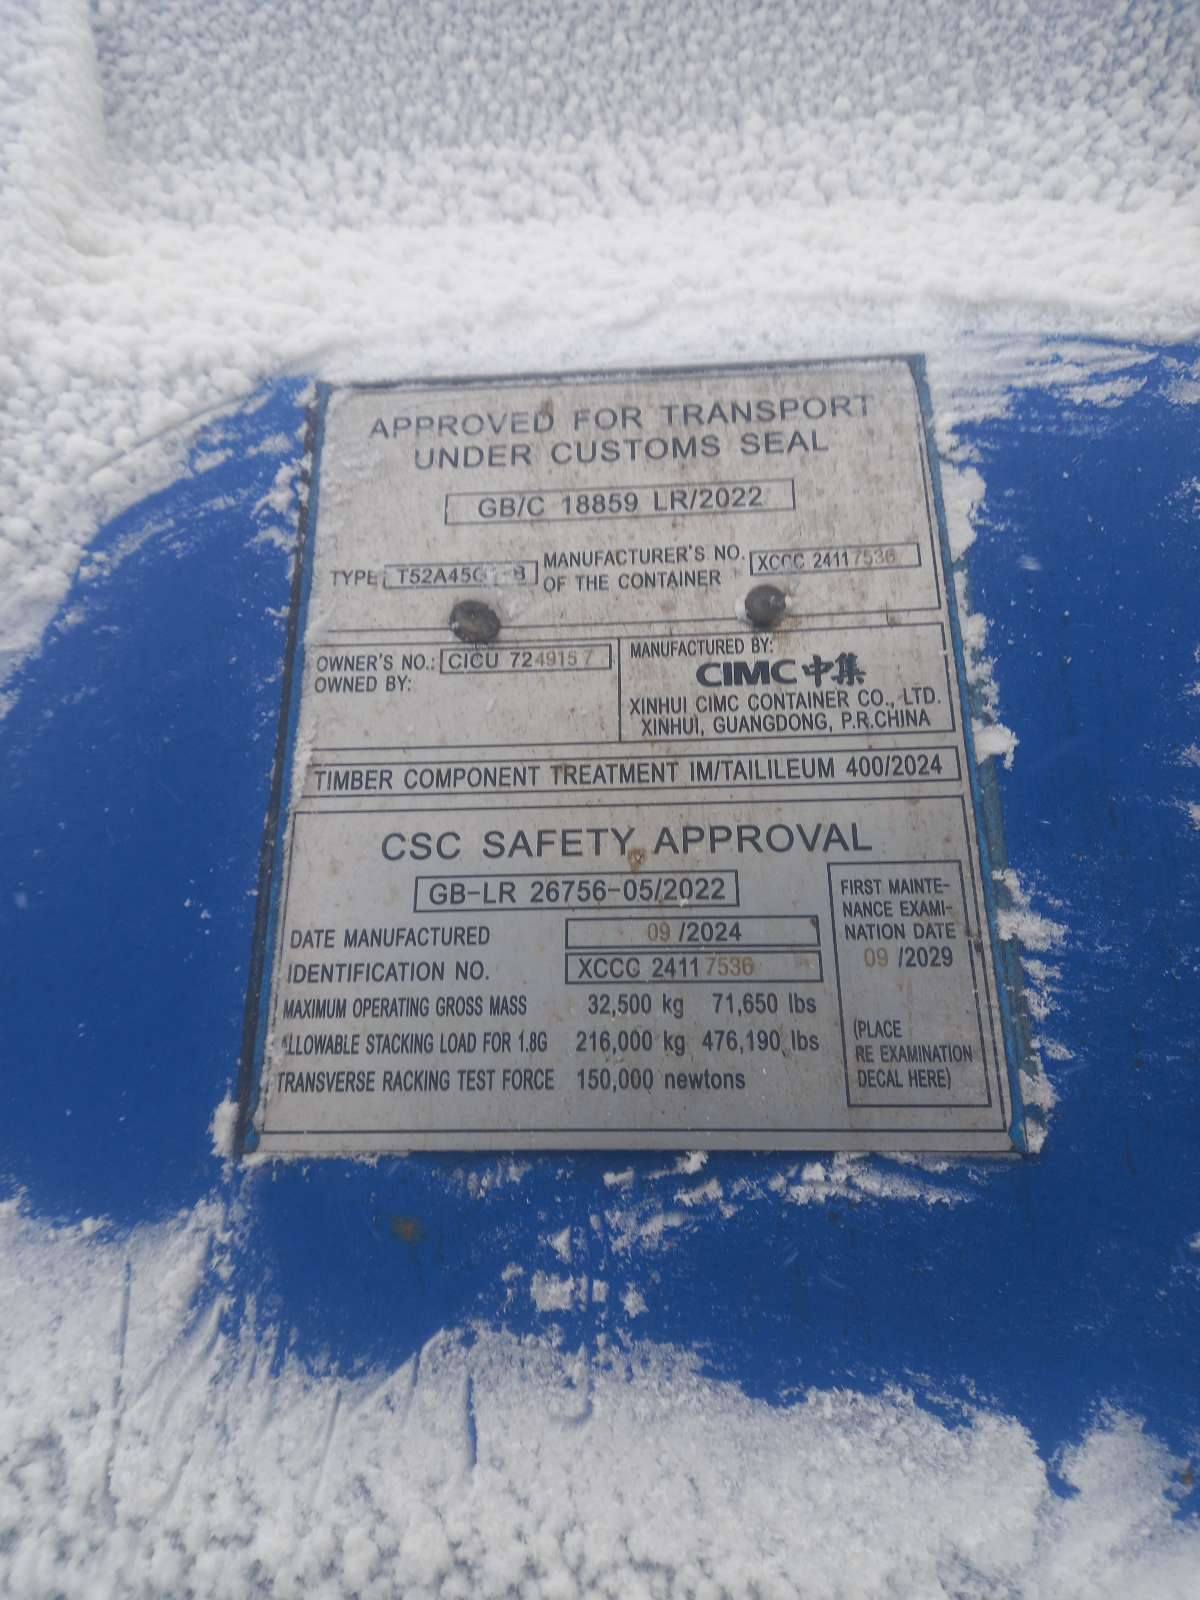 APPROVED FOR TRANSPORT
UNDER CUSTOMS SEAL
GB/C 18859 LR/2022
TYPE
MANUFACTURER'S NO.
OF THE CONTAINER
XCCC 24117536
OWNER'S NO.: CICU 7249157
OWNED BY:
MANUFACTURED BY:
CIMC中集
XINHUI CIMC CONTAINER CO., LTD.
XINHUI, GUANGDONG, P.R.CHINA
TIMBER COMPONENT TREATMENT IM/TAILILEUM 400/2024
CSC SAFETY APPROVAL
GB-LR 26756-05/2022
DATE MANUFACTURED 09 /2024
IDENTIFICATION NO. XCCC 24117536
MAXIMUM OPERATING GROSS MASS 32,500 kg 71,650 lbs
ALLOWABLE STACKING LOAD FOR 1.8G 216,000 kg 476,190 lbs
TRANSVERSE RACKING TEST FORCE 150,000 newtons
FIRST MAINTE-
NANCE EXAMI-
NATION DATE
09 /2029
(PLACE
RE EXAMINATION
DECAL HERE)